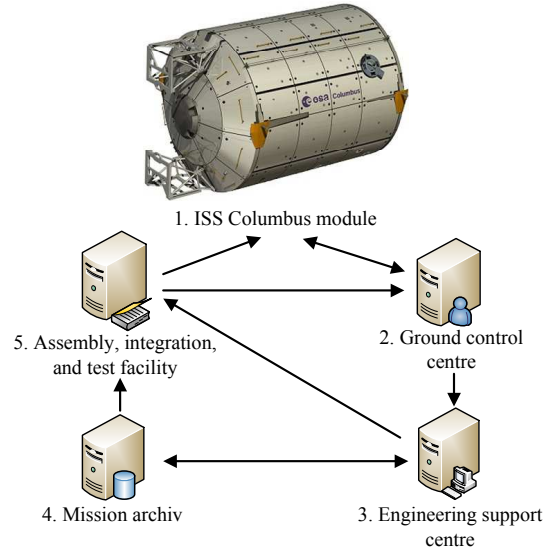 esa Columbus
1. ISS Columbus module
5. Assembly, integration,
and test facility
2. Ground control
centre
4. Mission archiv
3. Engineering support
centre